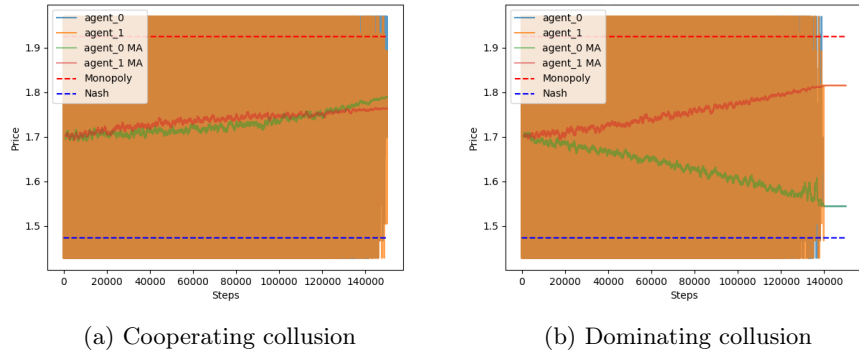 agent_0
agent_1
agent_0 MA
agent_1 MA
Monopoly
Nash
Price
1.9
1.8
1.7
1.6
1.5
0 20000 40000 60000 80000 100000 120000 140000
Steps
(a) Cooperating collusion
agent_0
agent_1
agent_0 MA
agent_1 MA
Monopoly
Nash
Price
1.9
1.8
1.7
1.6
1.5
0 20000 40000 60000 80000 100000 120000 140000
Steps
(b) Dominating collusion